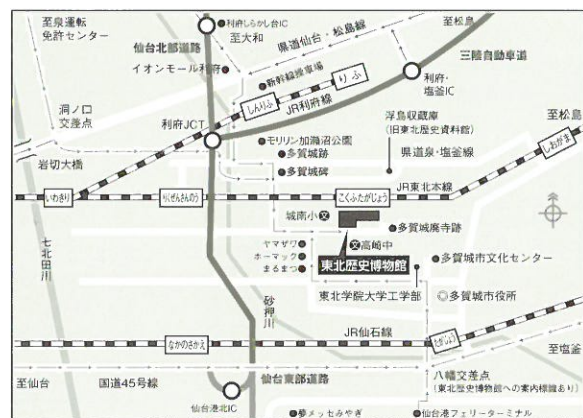 至泉運転
免許センター
利府しらかし台IC
至大和
仙台北部道路
県道仙台・松島線
至松島
イオンモール利府
三陸自動車道
新幹線操車場
りふ
しんりふ
JR利府線
利府・
塩釜IC
洞ノ口
交差点
利府JCT
浮島収蔵庫
(旧東北歴史資料館)
至松島
モリリン加瀬沼公園
多賀城跡
県道泉・塩釜線
しおがま
岩切大橋
多賀城碑
JR東北本線
いわきり
りくぜんさんのう
こくふたがじょう
城南小
文
多賀城廃寺跡
七北田川
ヤマザワ
文
高崎中
ホーマック
東北歴史博物館
多賀城市文化センター
まるまつ
東北学院大学工学部
多賀城市役所
砂押川
JR仙石線
なかのさかえ
たがじょう
至塩釜
至仙台
国道45号線
仙台東部道路
八幡交差点
(東北歴史博物館への案内標識あり)
仙台港北IC
夢メッセみやぎ
仙台港フェリーターミナル